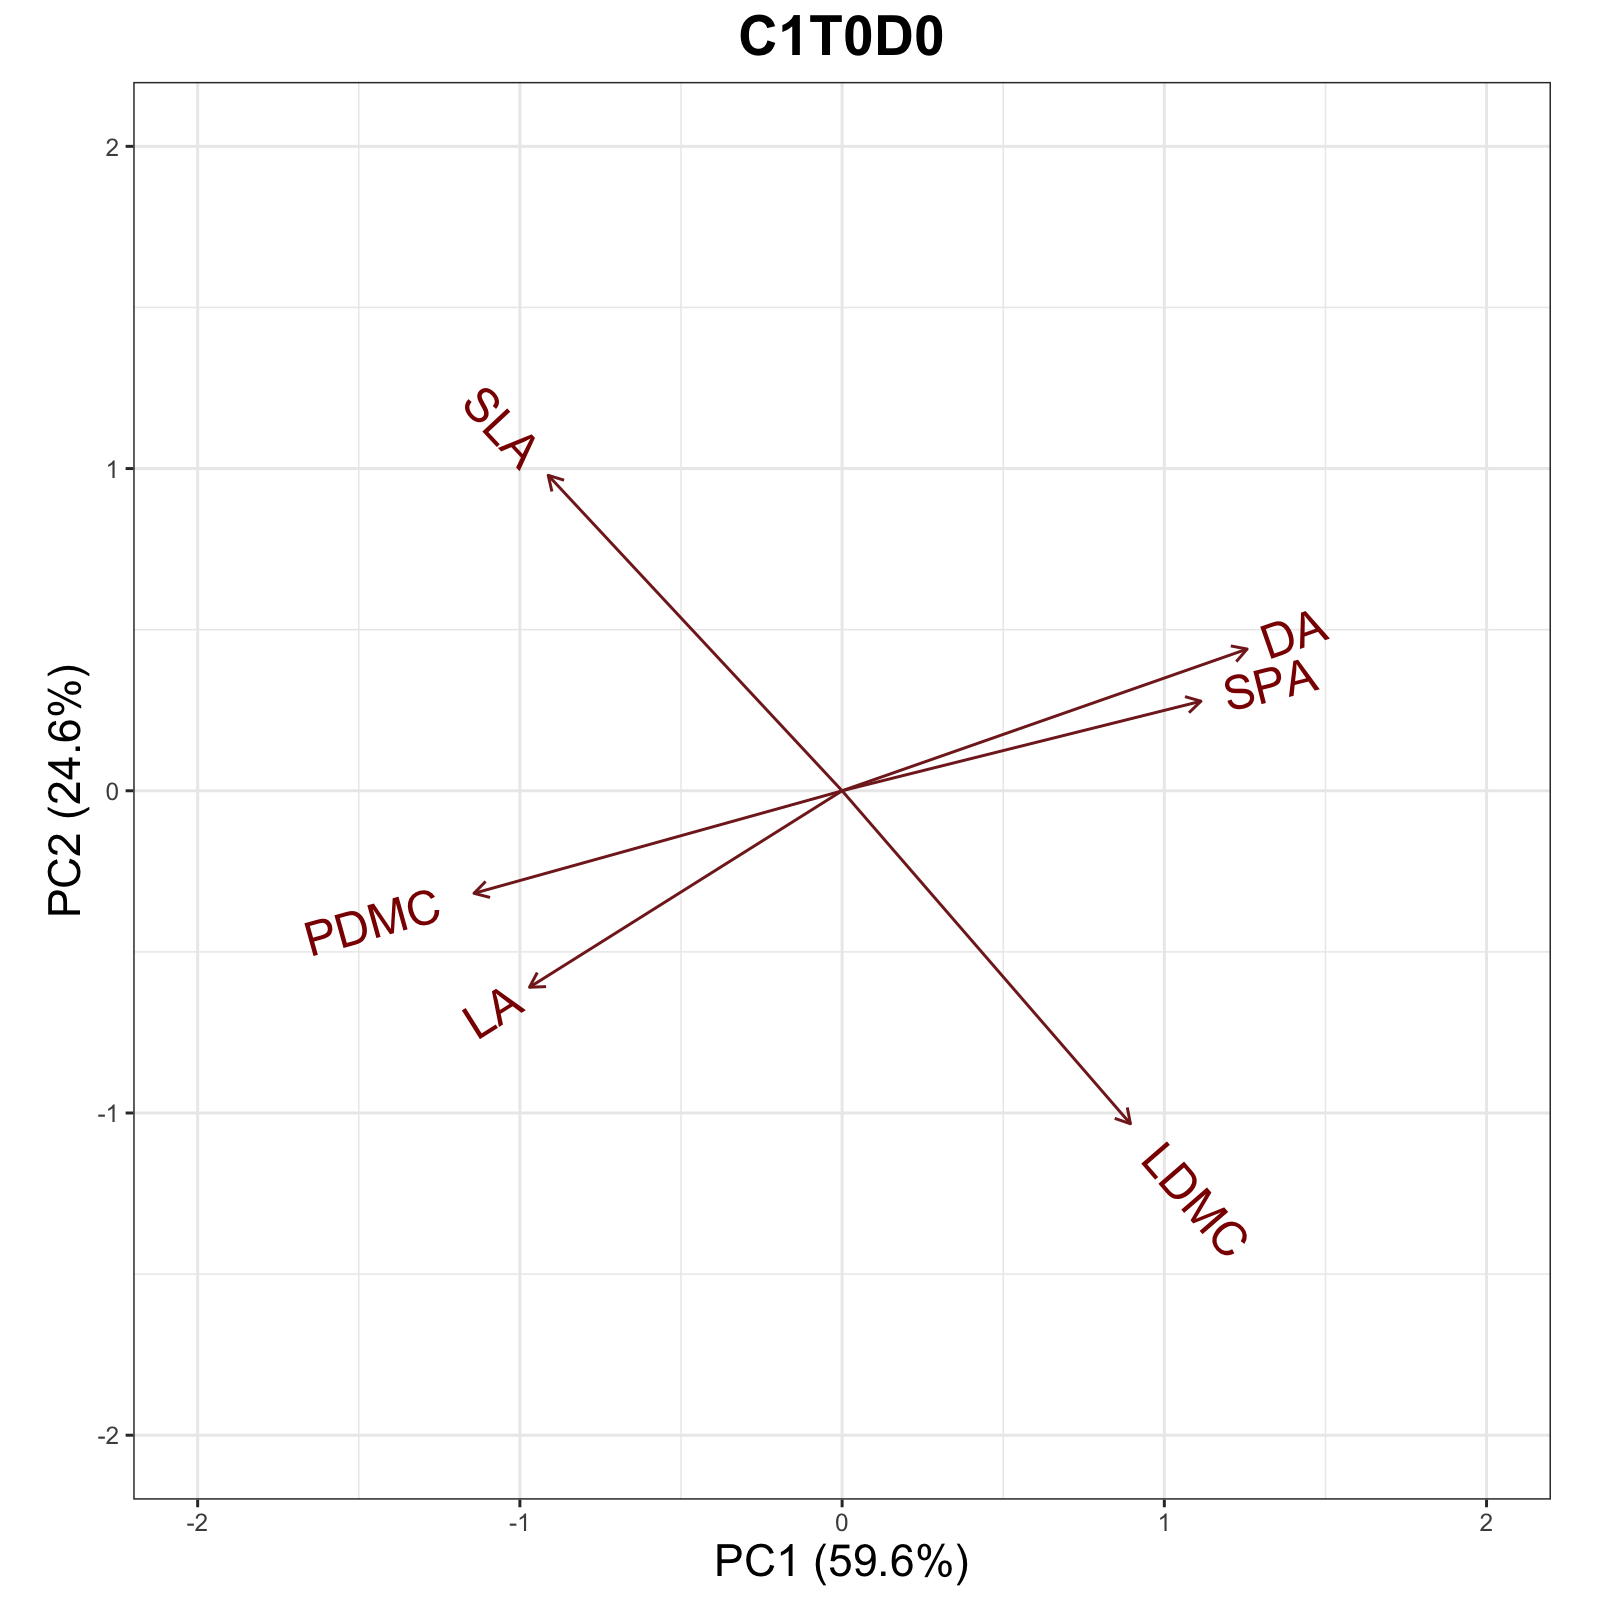 C1T0D0
2
1
0
-1
-2
PC2 (24.6%)
SLA
DA
SPA
PDMC
LA
LDMC
-2
-1
0
1
2
PC1 (59.6%)